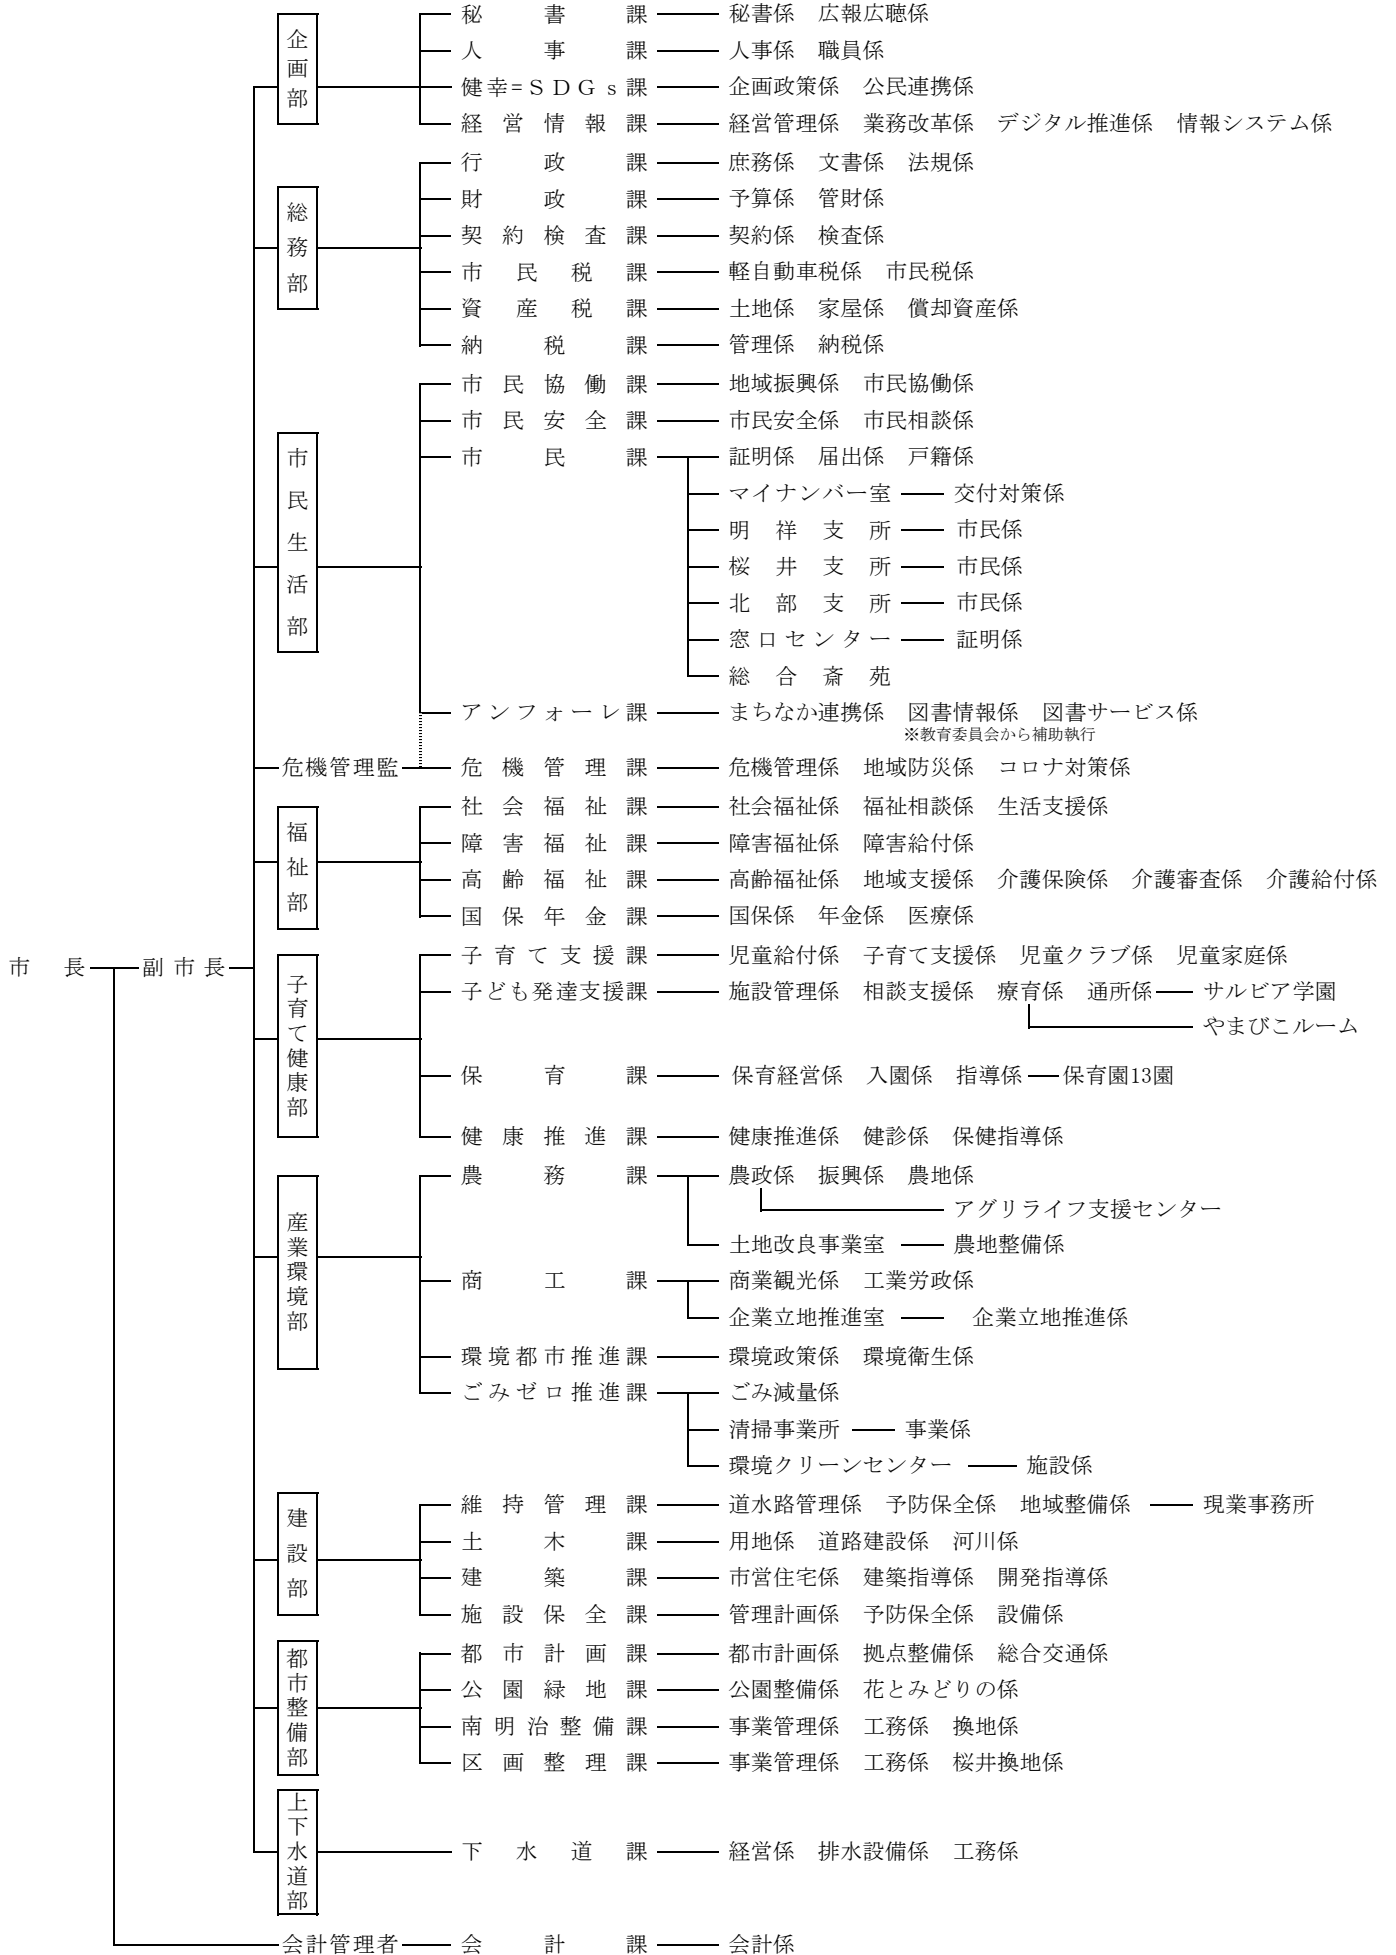 企画部
秘書課 秘書係 広報広聴係
人事課 人事係 職員係
健幸=SDGs課 企画政策係 公民連携係
経営情報課 経営管理係 業務改革係 デジタル推進係 情報システム係
総務部
行政課 庶務係 文書係 法規係
財政課 予算係 管財係
契約検査課 契約係 検査係
市民税課 軽自動車税係 市民税係
資産税課 土地係 家屋係 償却資産係
納税課 管理係 納税係
市民生活部
市民協働課 地域振興係 市民協働係
市民安全課 市民安全係 市民相談係
市民課 証明係 届出係 戸籍係
マイナンバー室 交付対策係
明祥支所 市民係
桜井支所 市民係
北部支所 市民係
窓口センター 証明係
総合斎苑
アンフォーレ課 まちなか連携係 図書情報係 図書サービス係
※教育委員会から補助執行
危機管理監 危機管理課 危機管理係 地域防災係 コロナ対策係
福祉部
社会福祉課 社会福祉係 福祉相談係 生活支援係
障害福祉課 障害福祉係 障害給付係
高齢福祉課 高齢福祉係 地域支援係 介護保険係 介護審査係 介護給付係
国保年金課 国保係 年金係 医療係
市長 副市長
子育て健康部
子育て支援課 児童給付係 子育て支援係 児童クラブ係 児童家庭係
子ども発達支援課 施設管理係 相談支援係 療育係 通所係 サルビア学園
やまびこルーム
保育課 保育経営係 入園係 指導係 保育園13園
健康推進課 健康推進係 健診係 保健指導係
産業環境部
農務課 農政係 振興係 農地係
アグリライフ支援センター
土地改良事業室 農地整備係
商工課 商業観光係 工業労政係
企業立地推進室 企業立地推進係
環境都市推進課 環境政策係 環境衛生係
ごみゼロ推進課 ごみ減量係
清掃事業所 事業係
環境クリーンセンター 施設係
建設部
維持管理課 道水路管理係 予防保全係 地域整備係 現業事務所
土木課 用地係 道路建設係 河川係
建築課 市営住宅係 建築指導係 開発指導係
施設保全課 管理計画係 予防保全係 設備係
都市整備部
都市計画課 都市計画係 拠点整備係 総合交通係
公園緑地課 公園整備係 花とみどりの係
南明治整備課 事業管理係 工務係 換地係
区画整理課 事業管理係 工務係 桜井換地係
上下水道部
下水道課 経営係 排水設備係 工務係
会計管理者 会計課 会計係